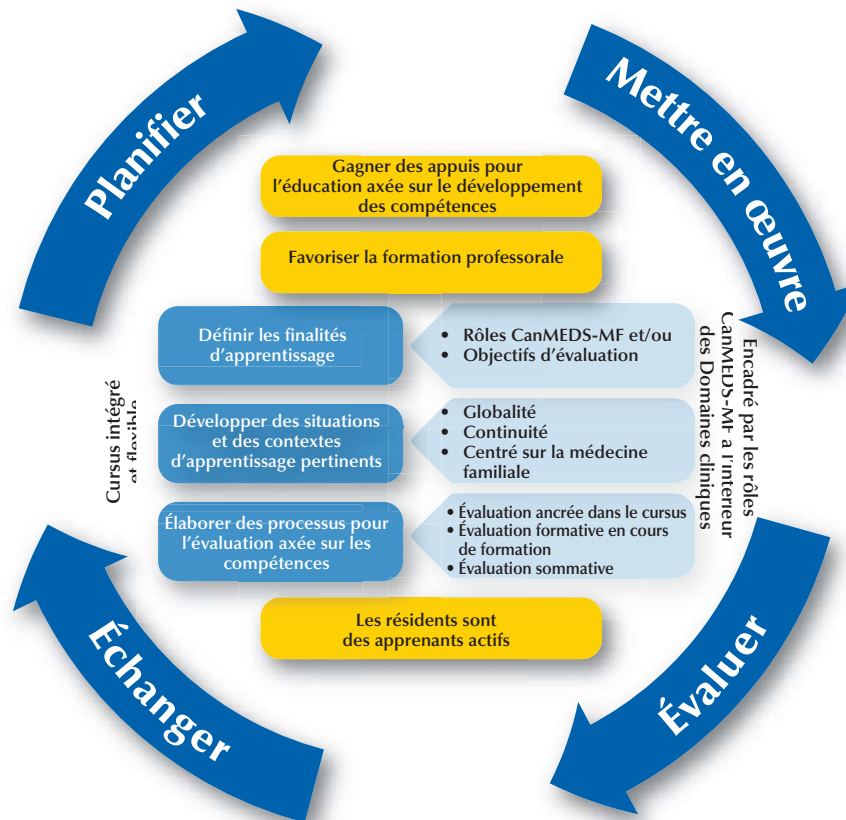 Planifier
Mettre en œuvre
Gagner des appuis pour
l’éducation axée sur le développement
des compétences
Favoriser la formation professorale
Définir les finalités
d’apprentissage
• Rôles CanMEDS-MF et/ou
• Objectifs d’évaluation
Développer des situations
et des contextes
d’apprentissage pertinents
• Globalité
• Continuité
• Centré sur la médecine
familiale
Élaborer des processus pour
l’évaluation axée sur les
compétences
• Évaluation ancrée dans le cursus
• Évaluation formative en cours
de formation
• Évaluation sommative
Les résidents sont
des apprenants actifs
Cursus intégré
et flexible
Encadré par les rôles
CanMEDS-MF à l’intérieur
des Domaines cliniques
Évaluer
Échanger